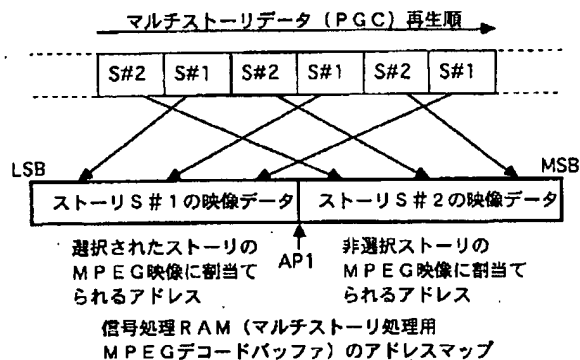 マルチストーリデータ(PGC)再生順
S#2 S#1 S#2 S#1 S#2 S#1
LSB
MSB
ストーリS#1の映像データ
ストーリS#2の映像データ
選択されたストーリの
MPEG映像に割当て
られるアドレス
AP1
非選択ストーリの
MPEG映像に割当て
られるアドレス
信号処理RAM(マルチストーリ処理用
MPEGデコードバッファ)のアドレスマップ